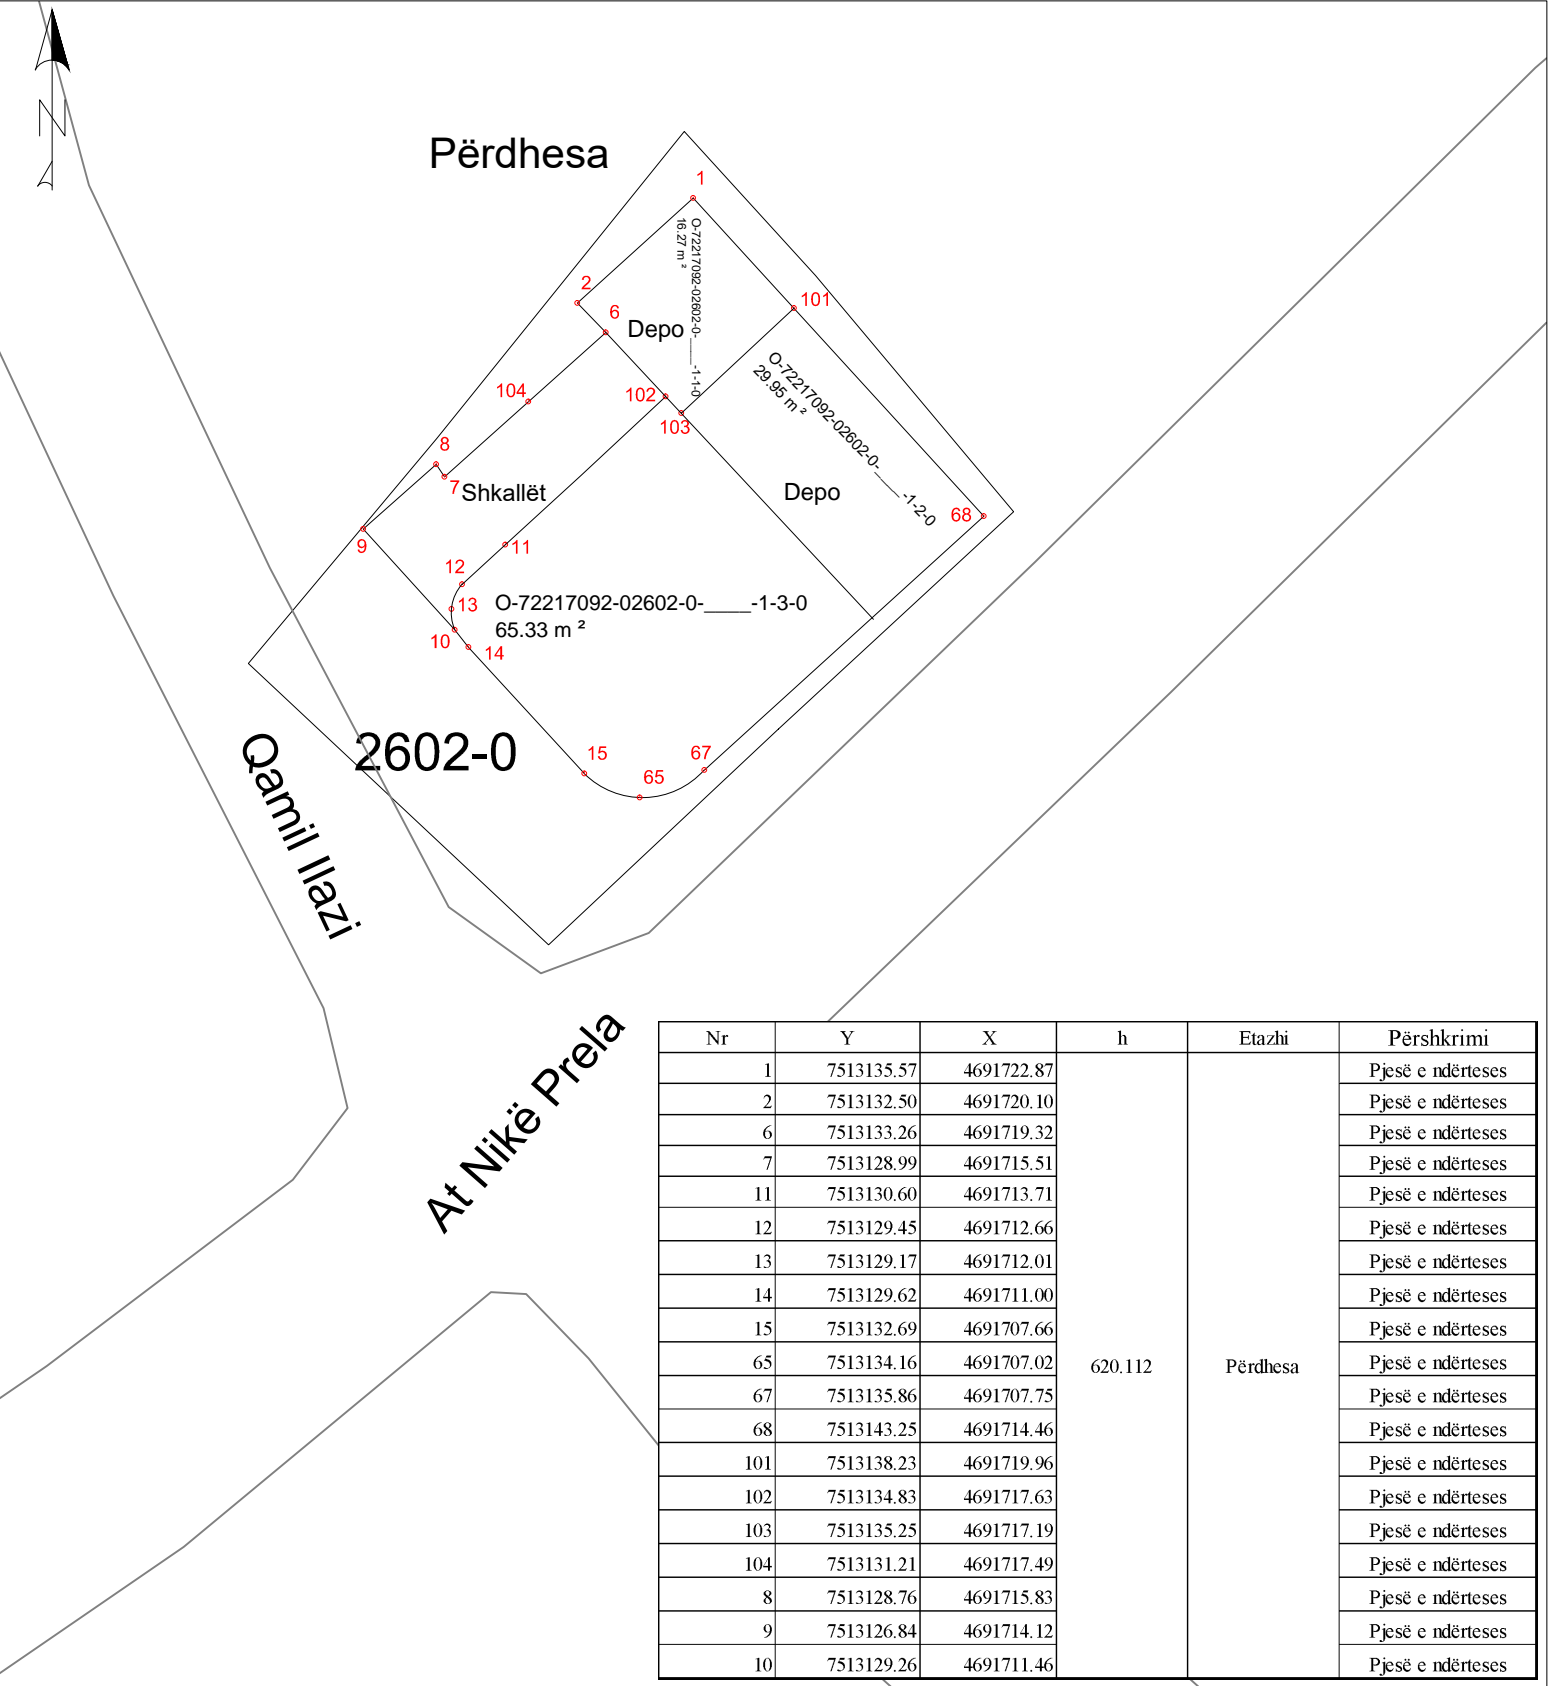 N
Përdhesa
1
O-72217092-02602-0-____-1-1-0
16.27 m ²
2
101
6
Depo
O-72217092-02602-0-____-1-2-0
29.95 m ²
104
102
103
8
7
Shkallët
Depo
68
9
11
12
13
O-72217092-02602-0-____-1-3-0
65.33 m ²
10
14
2602-0
15
67
65
Qamil Ilazi
At Nikë Prela
Nr Y X h Etazhi Përshkrimi
1 7513135.57 4691722.87 Pjesë e ndërteses
2 7513132.50 4691720.10 Pjesë e ndërteses
6 7513133.26 4691719.32 Pjesë e ndërteses
7 7513128.99 4691715.51 Pjesë e ndërteses
11 7513130.60 4691713.71 Pjesë e ndërteses
12 7513129.45 4691712.66 Pjesë e ndërteses
13 7513129.17 4691712.01 Pjesë e ndërteses
14 7513129.62 4691711.00 Pjesë e ndërteses
15 7513132.69 4691707.66 Pjesë e ndërteses
65 7513134.16 4691707.02 620.112 Përdhesa Pjesë e ndërteses
67 7513135.86 4691707.75 Pjesë e ndërteses
68 7513143.25 4691714.46 Pjesë e ndërteses
101 7513138.23 4691719.96 Pjesë e ndërteses
102 7513134.83 4691717.63 Pjesë e ndërteses
103 7513135.25 4691717.19 Pjesë e ndërteses
104 7513131.21 4691717.49 Pjesë e ndërteses
8 7513128.76 4691715.83 Pjesë e ndërteses
9 7513126.84 4691714.12 Pjesë e ndërteses
10 7513129.26 4691711.46 Pjesë e ndërteses